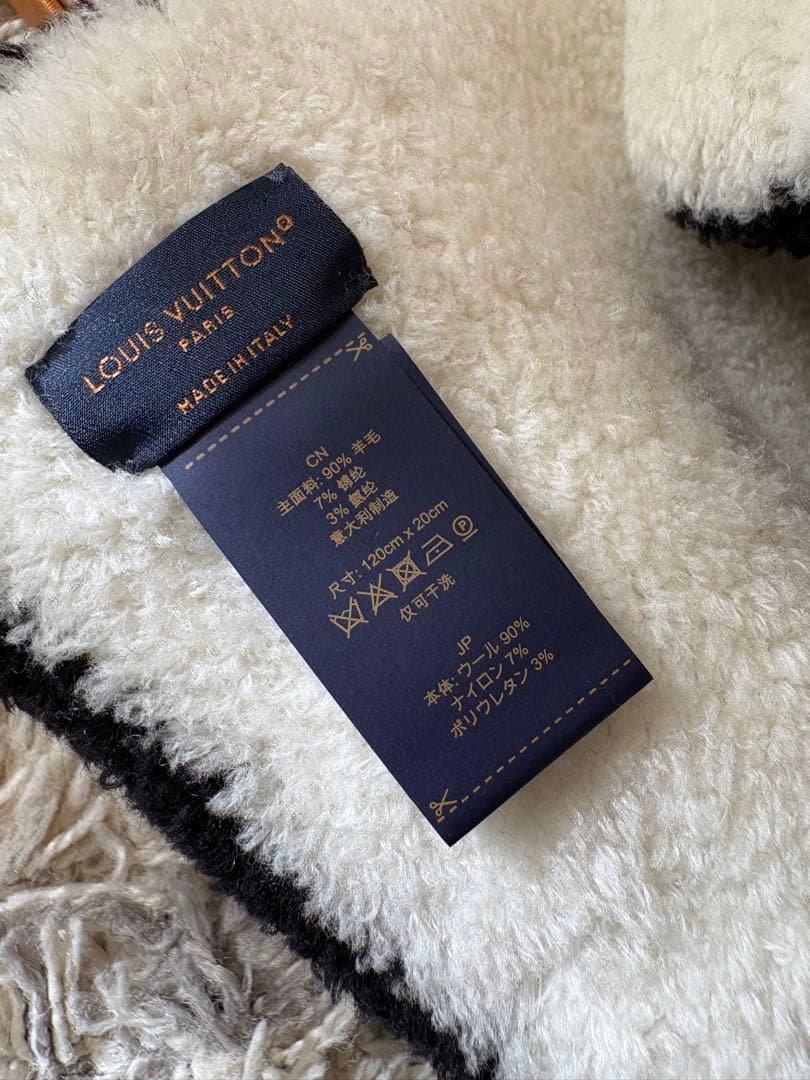 LOUIS VUITTON®
PARIS
MADE IN ITALY
CN
主面料: 90% 羊毛
7% 锦纶
3% 氨纶
意大利制造
尺寸: 120cm x 20cm
P
仅可干洗
JP
本体: ウール 90%
ナイロン 7%
ポリウレタン 3%